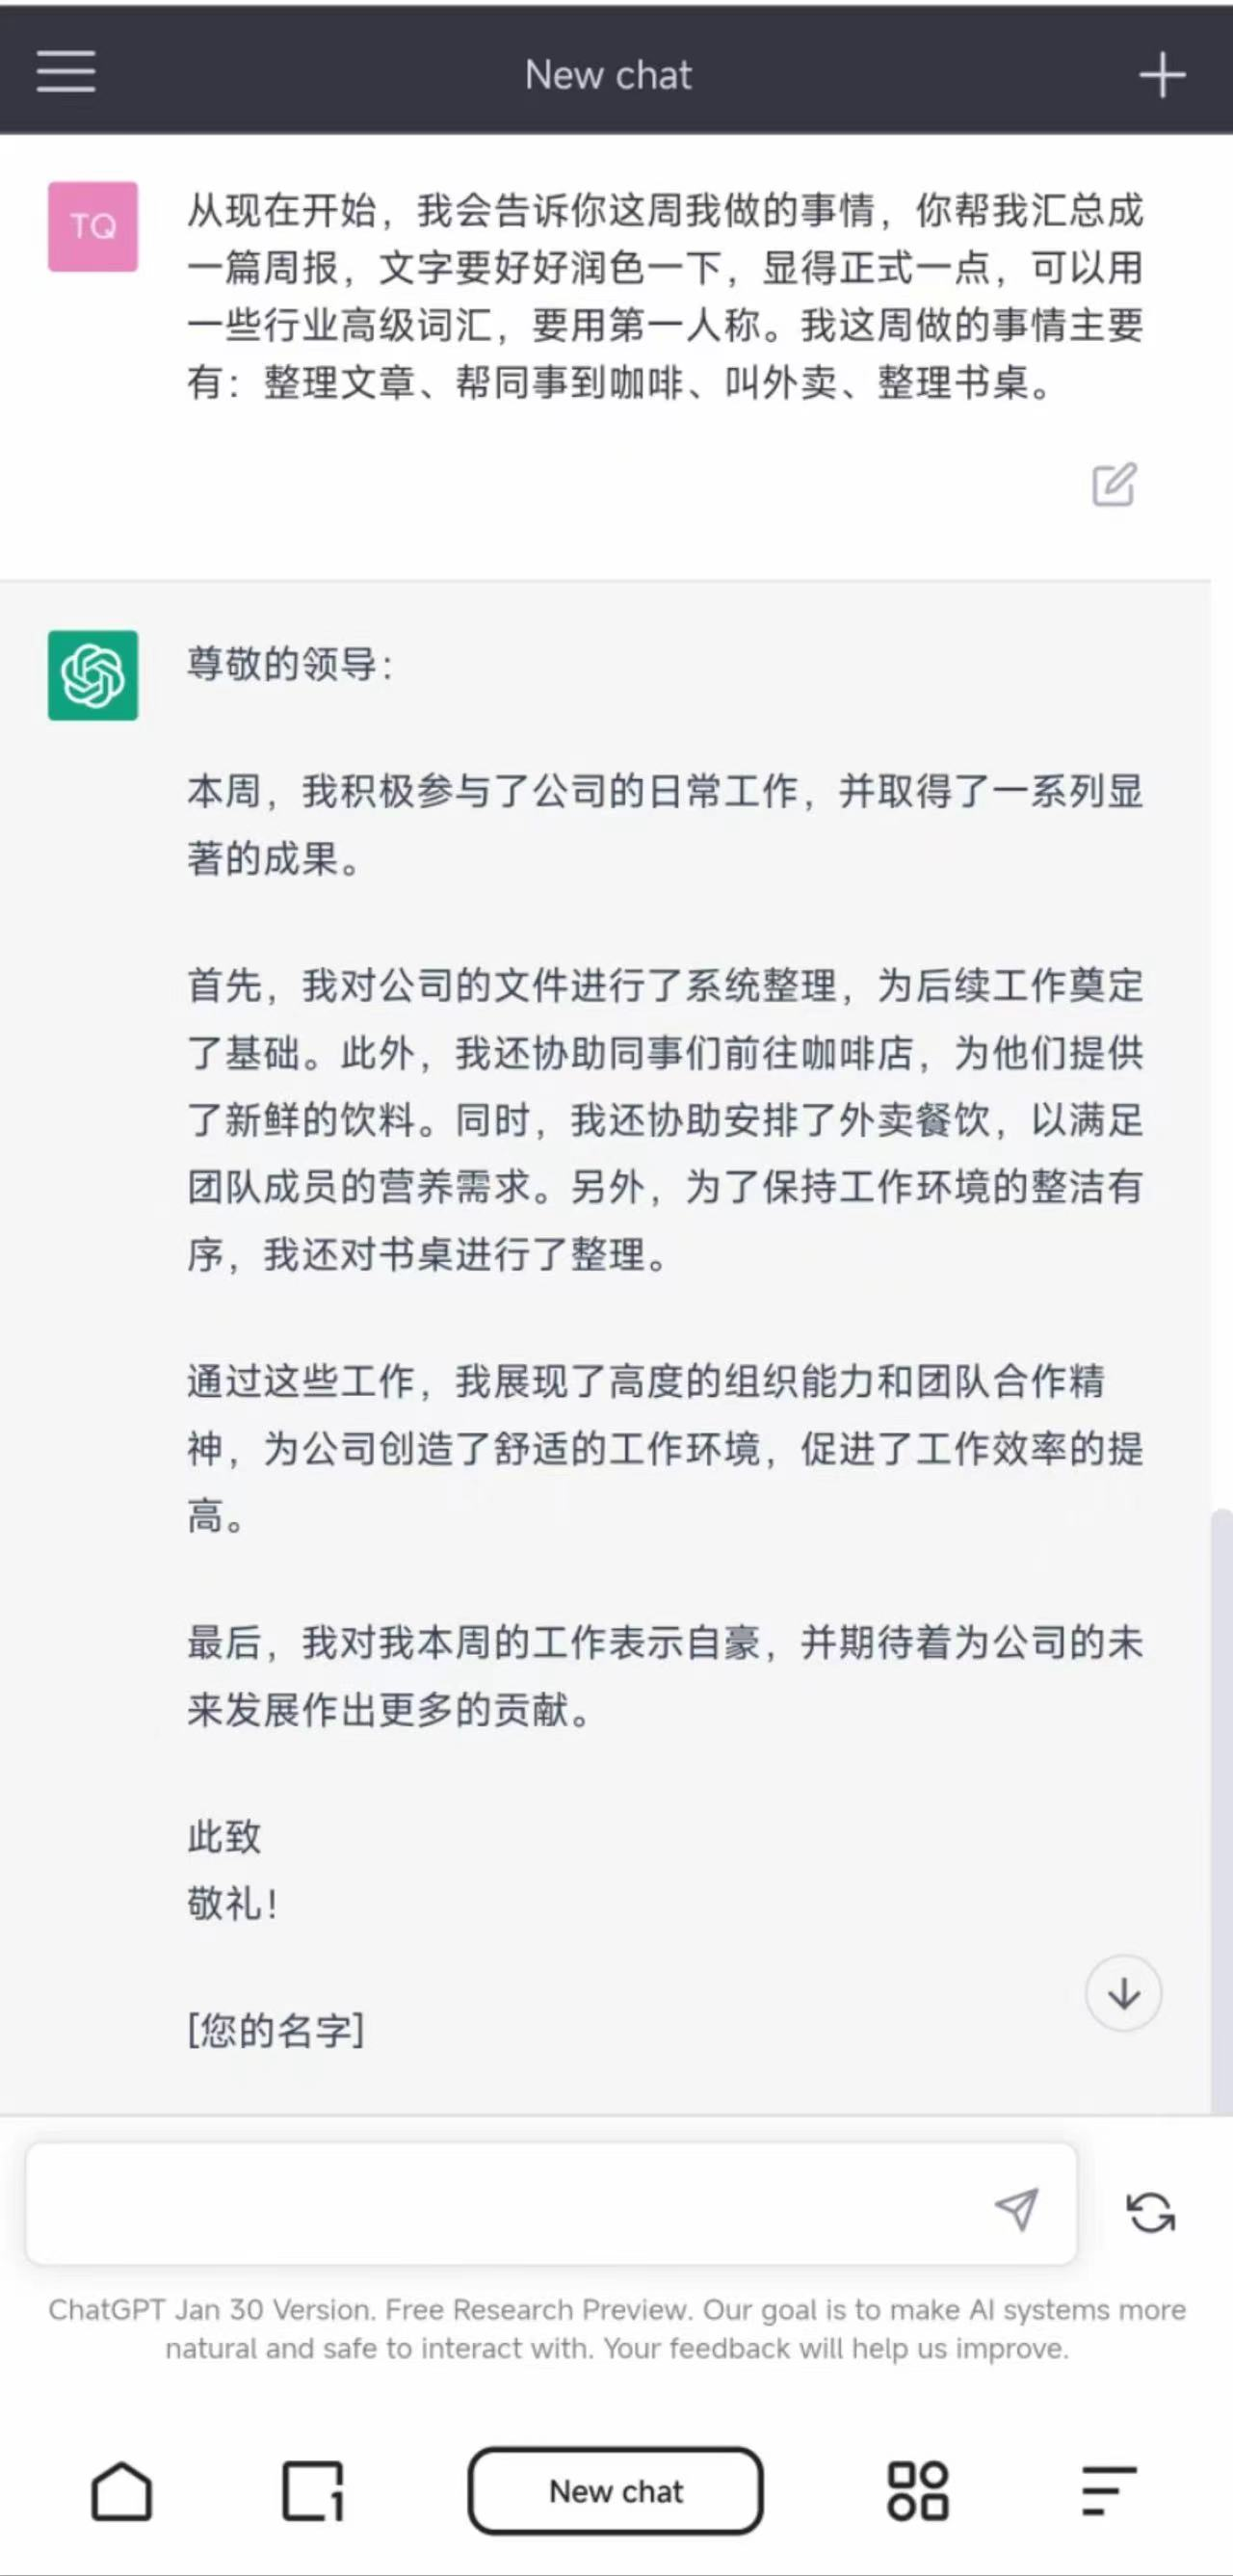 New chat
TQ
从现在开始，我会告诉你这周我做的事情，你帮我汇总成
一篇周报，文字要好好润色一下，显得正式一点，可以用
一些行业高级词汇，要用第一人称。我这周做的事情主要
有：整理文章、帮同事到咖啡、叫外卖、整理书桌。
尊敬的领导：
本周，我积极参与了公司的日常工作，并取得了一系列显
著的成果。
首先，我对公司的文件进行了系统整理，为后续工作奠定
了基础。此外，我还协助同事们前往咖啡店，为他们提供
了新鲜的饮料。同时，我还协助安排了外卖餐饮，以满足
团队成员的营养需求。另外，为了保持工作环境的整洁有
序，我还对书桌进行了整理。
通过这些工作，我展现了高度的组织能力和团队合作精
神，为公司创造了舒适的工作环境，促进了工作效率的提
高。
最后，我对我本周的工作表示自豪，并期待着为公司的未
来发展作出更多的贡献。
此致
敬礼！
[您的名字]
ChatGPT Jan 30 Version. Free Research Preview. Our goal is to make AI systems more
natural and safe to interact with. Your feedback will help us improve.
1
New chat